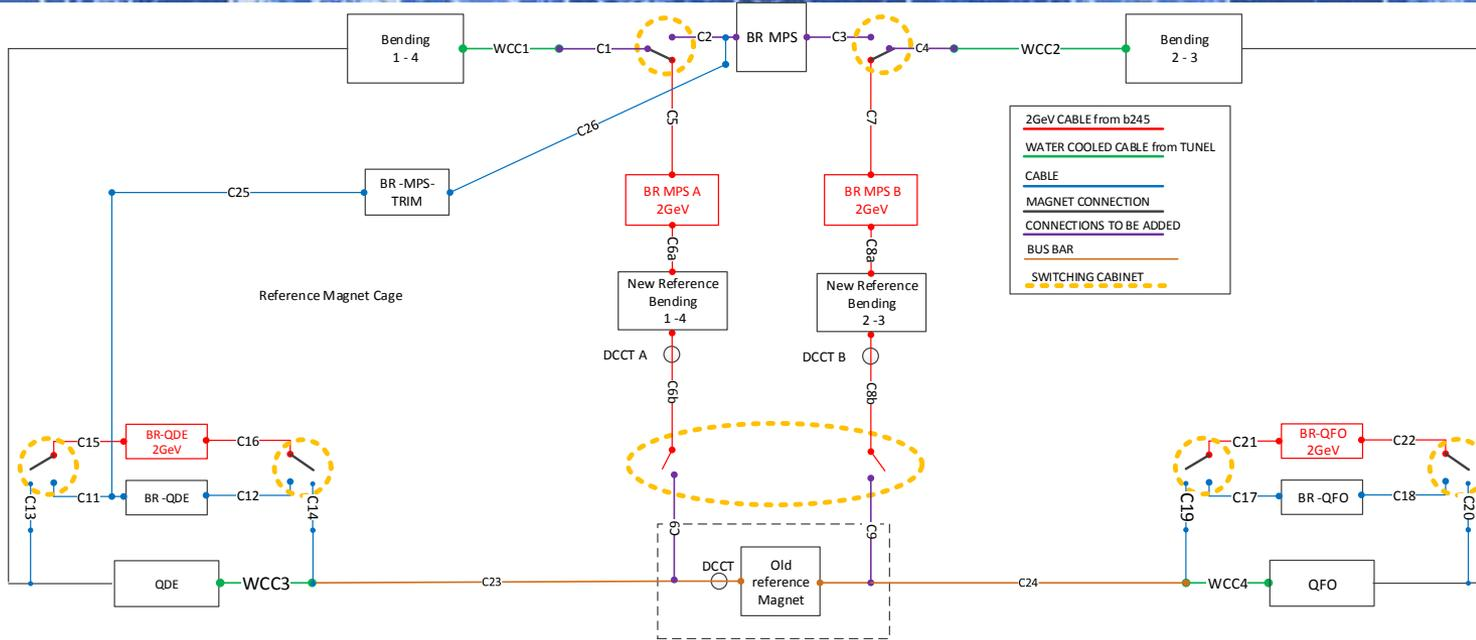 Bending
1 - 4
WCC1
C1
C2
BR MPS
C3
C4
WCC2
Bending
2 - 3
C5
C7
C26
2GeV CABLE from b245
WATER COOLED CABLE from TUNEL
CABLE
MAGNET CONNECTION
CONNECTIONS TO BE ADDED
BUS BAR
SWITCHING CABINET
C25
BR -MPS-
TRIM
BR MPS A
2GeV
BR MPS B
2GeV
C6a
C8a
Reference Magnet Cage
New Reference
Bending
1 -4
New Reference
Bending
2 -3
DCCT A
DCCT B
C6b
C8b
C15
BR-QDE
2GeV
C16
C21
BR-QFO
2GeV
C22
C11
BR -QDE
C12
C17
BR -QFO
C18
C13
C14
C19
C20
C9
C9
QDE
WCC3
C23
DCCT
Old
reference
Magnet
C24
WCC4
QFO